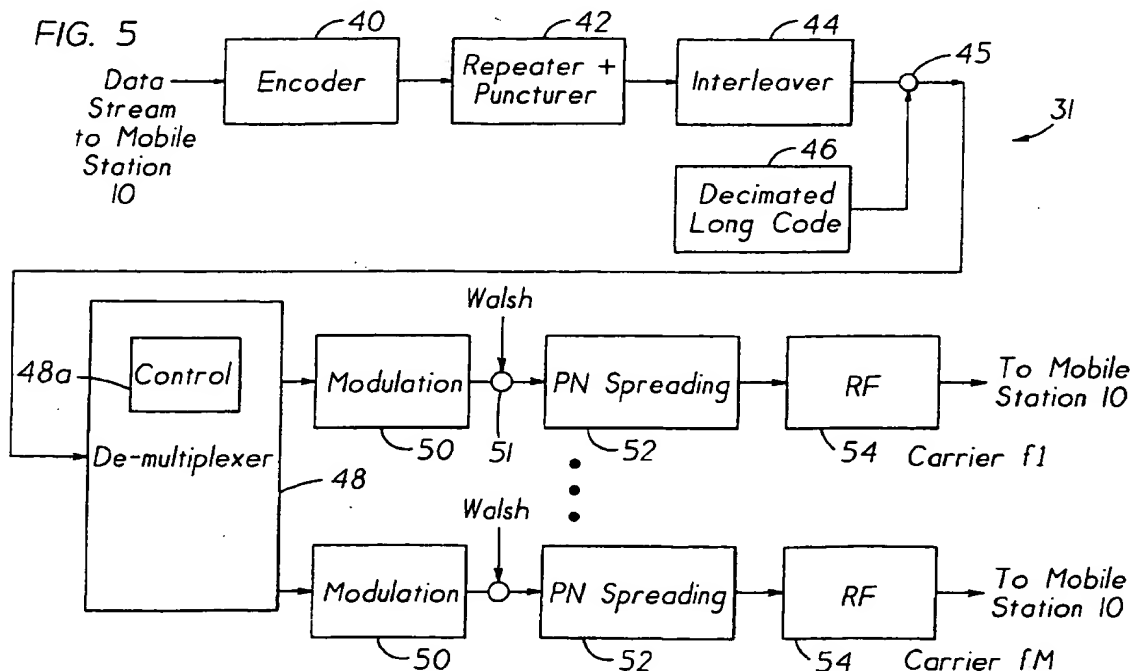 FIG. 5
40
42
44
45
Data
Stream
to Mobile
Station
10
Encoder
Repeater +
Puncturer
Interleaver
31
46
Decimated
Long Code
Walsh
48a
Control
De-multiplexer
48
Modulation
50
51
PN Spreading
52
RF
54
Carrier f1
To Mobile
Station 10
Walsh
Modulation
50
PN Spreading
52
RF
54
Carrier fM
To Mobile
Station 10